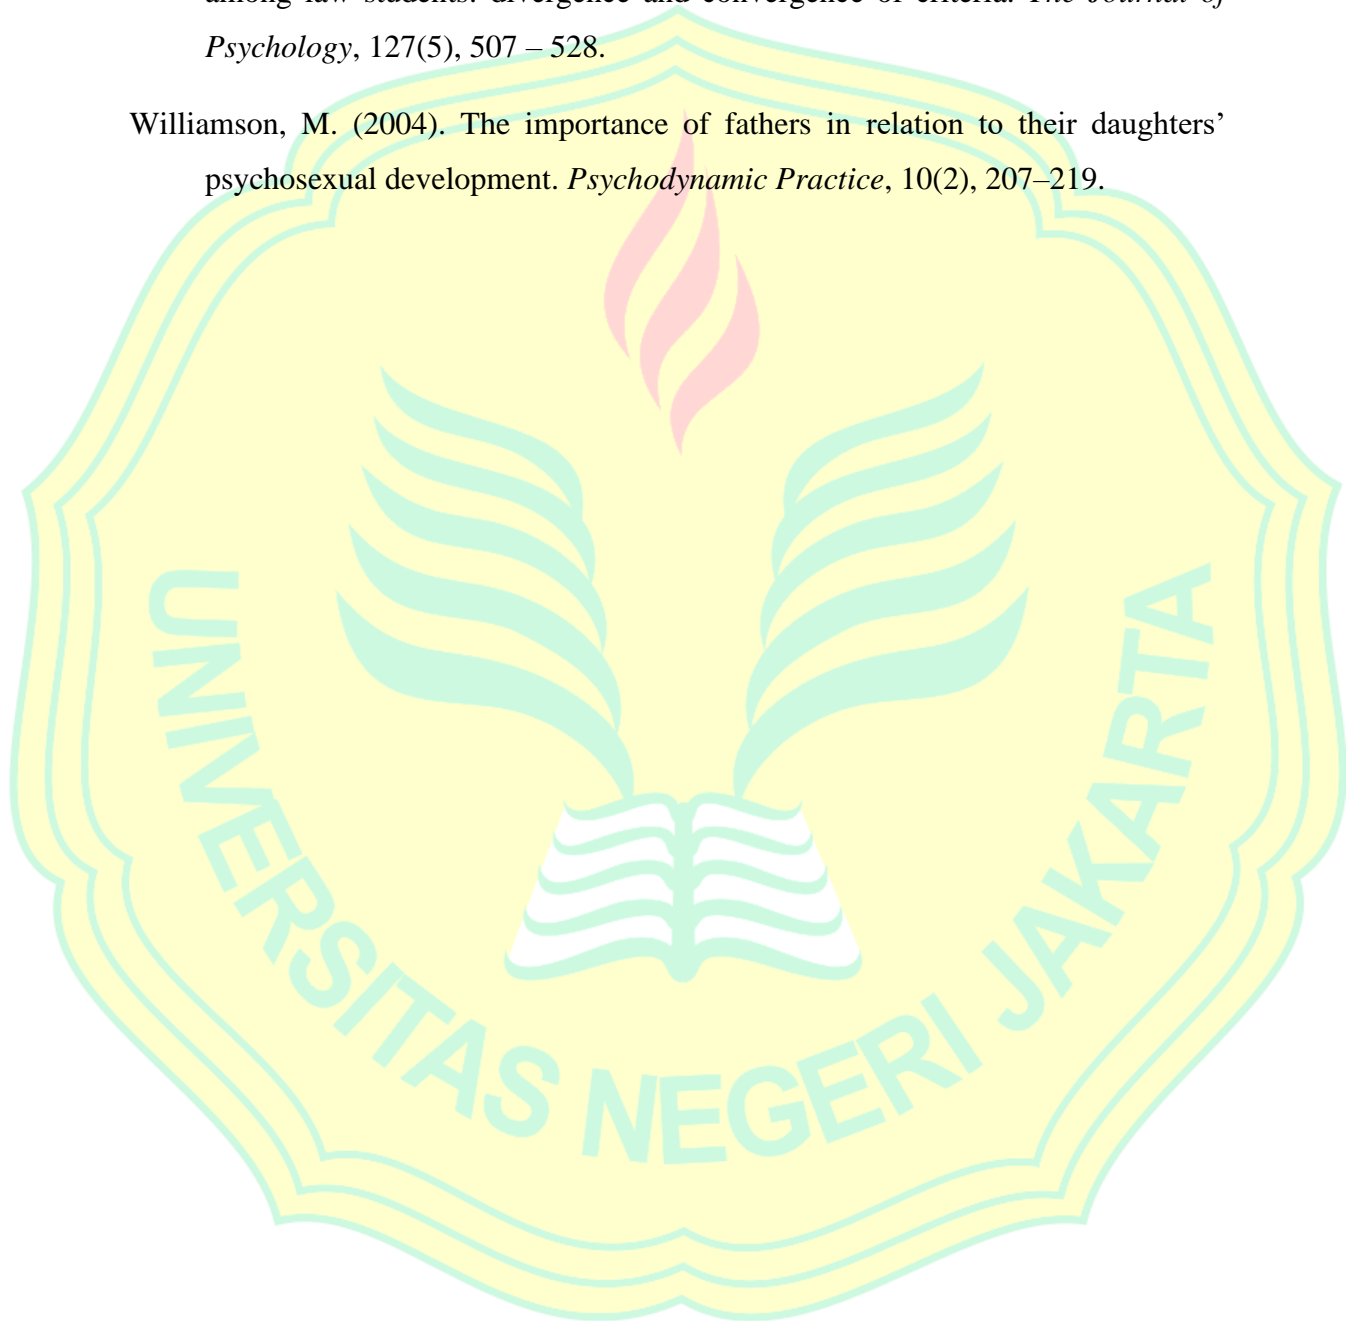 among law students: divergence and convergence of criteria. The Journal of
Psychology, 127(5), 507 – 528.
Williamson, M. (2004). The importance of fathers in relation to their daughters’
psychosexual development. Psychodynamic Practice, 10(2), 207–219.
UNIVERSITAS NEGERI JAKARTA